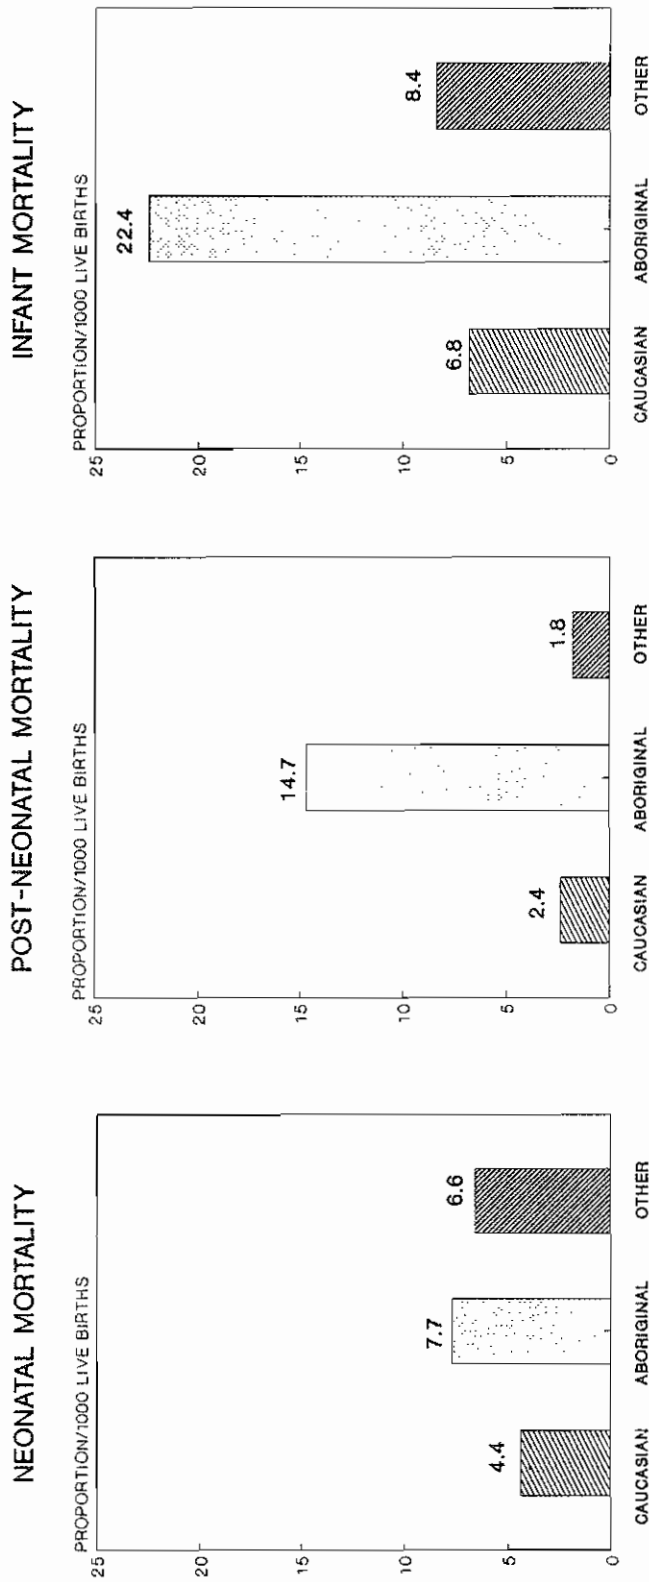 NEONATAL MORTALITY
PROPORTION/1000 LIVE BIRTHS
25
20
15
10
5
0
4.4
7.7
6.6
CAUCASIAN
ABORIGINAL
OTHER
POST-NEONATAL MORTALITY
PROPORTION/1000 LIVE BIRTHS
25
20
15
10
5
0
2.4
14.7
1.8
CAUCASIAN
ABORIGINAL
OTHER
INFANT MORTALITY
PROPORTION/1000 LIVE BIRTHS
25
20
15
10
5
0
6.8
22.4
8.4
CAUCASIAN
ABORIGINAL
OTHER